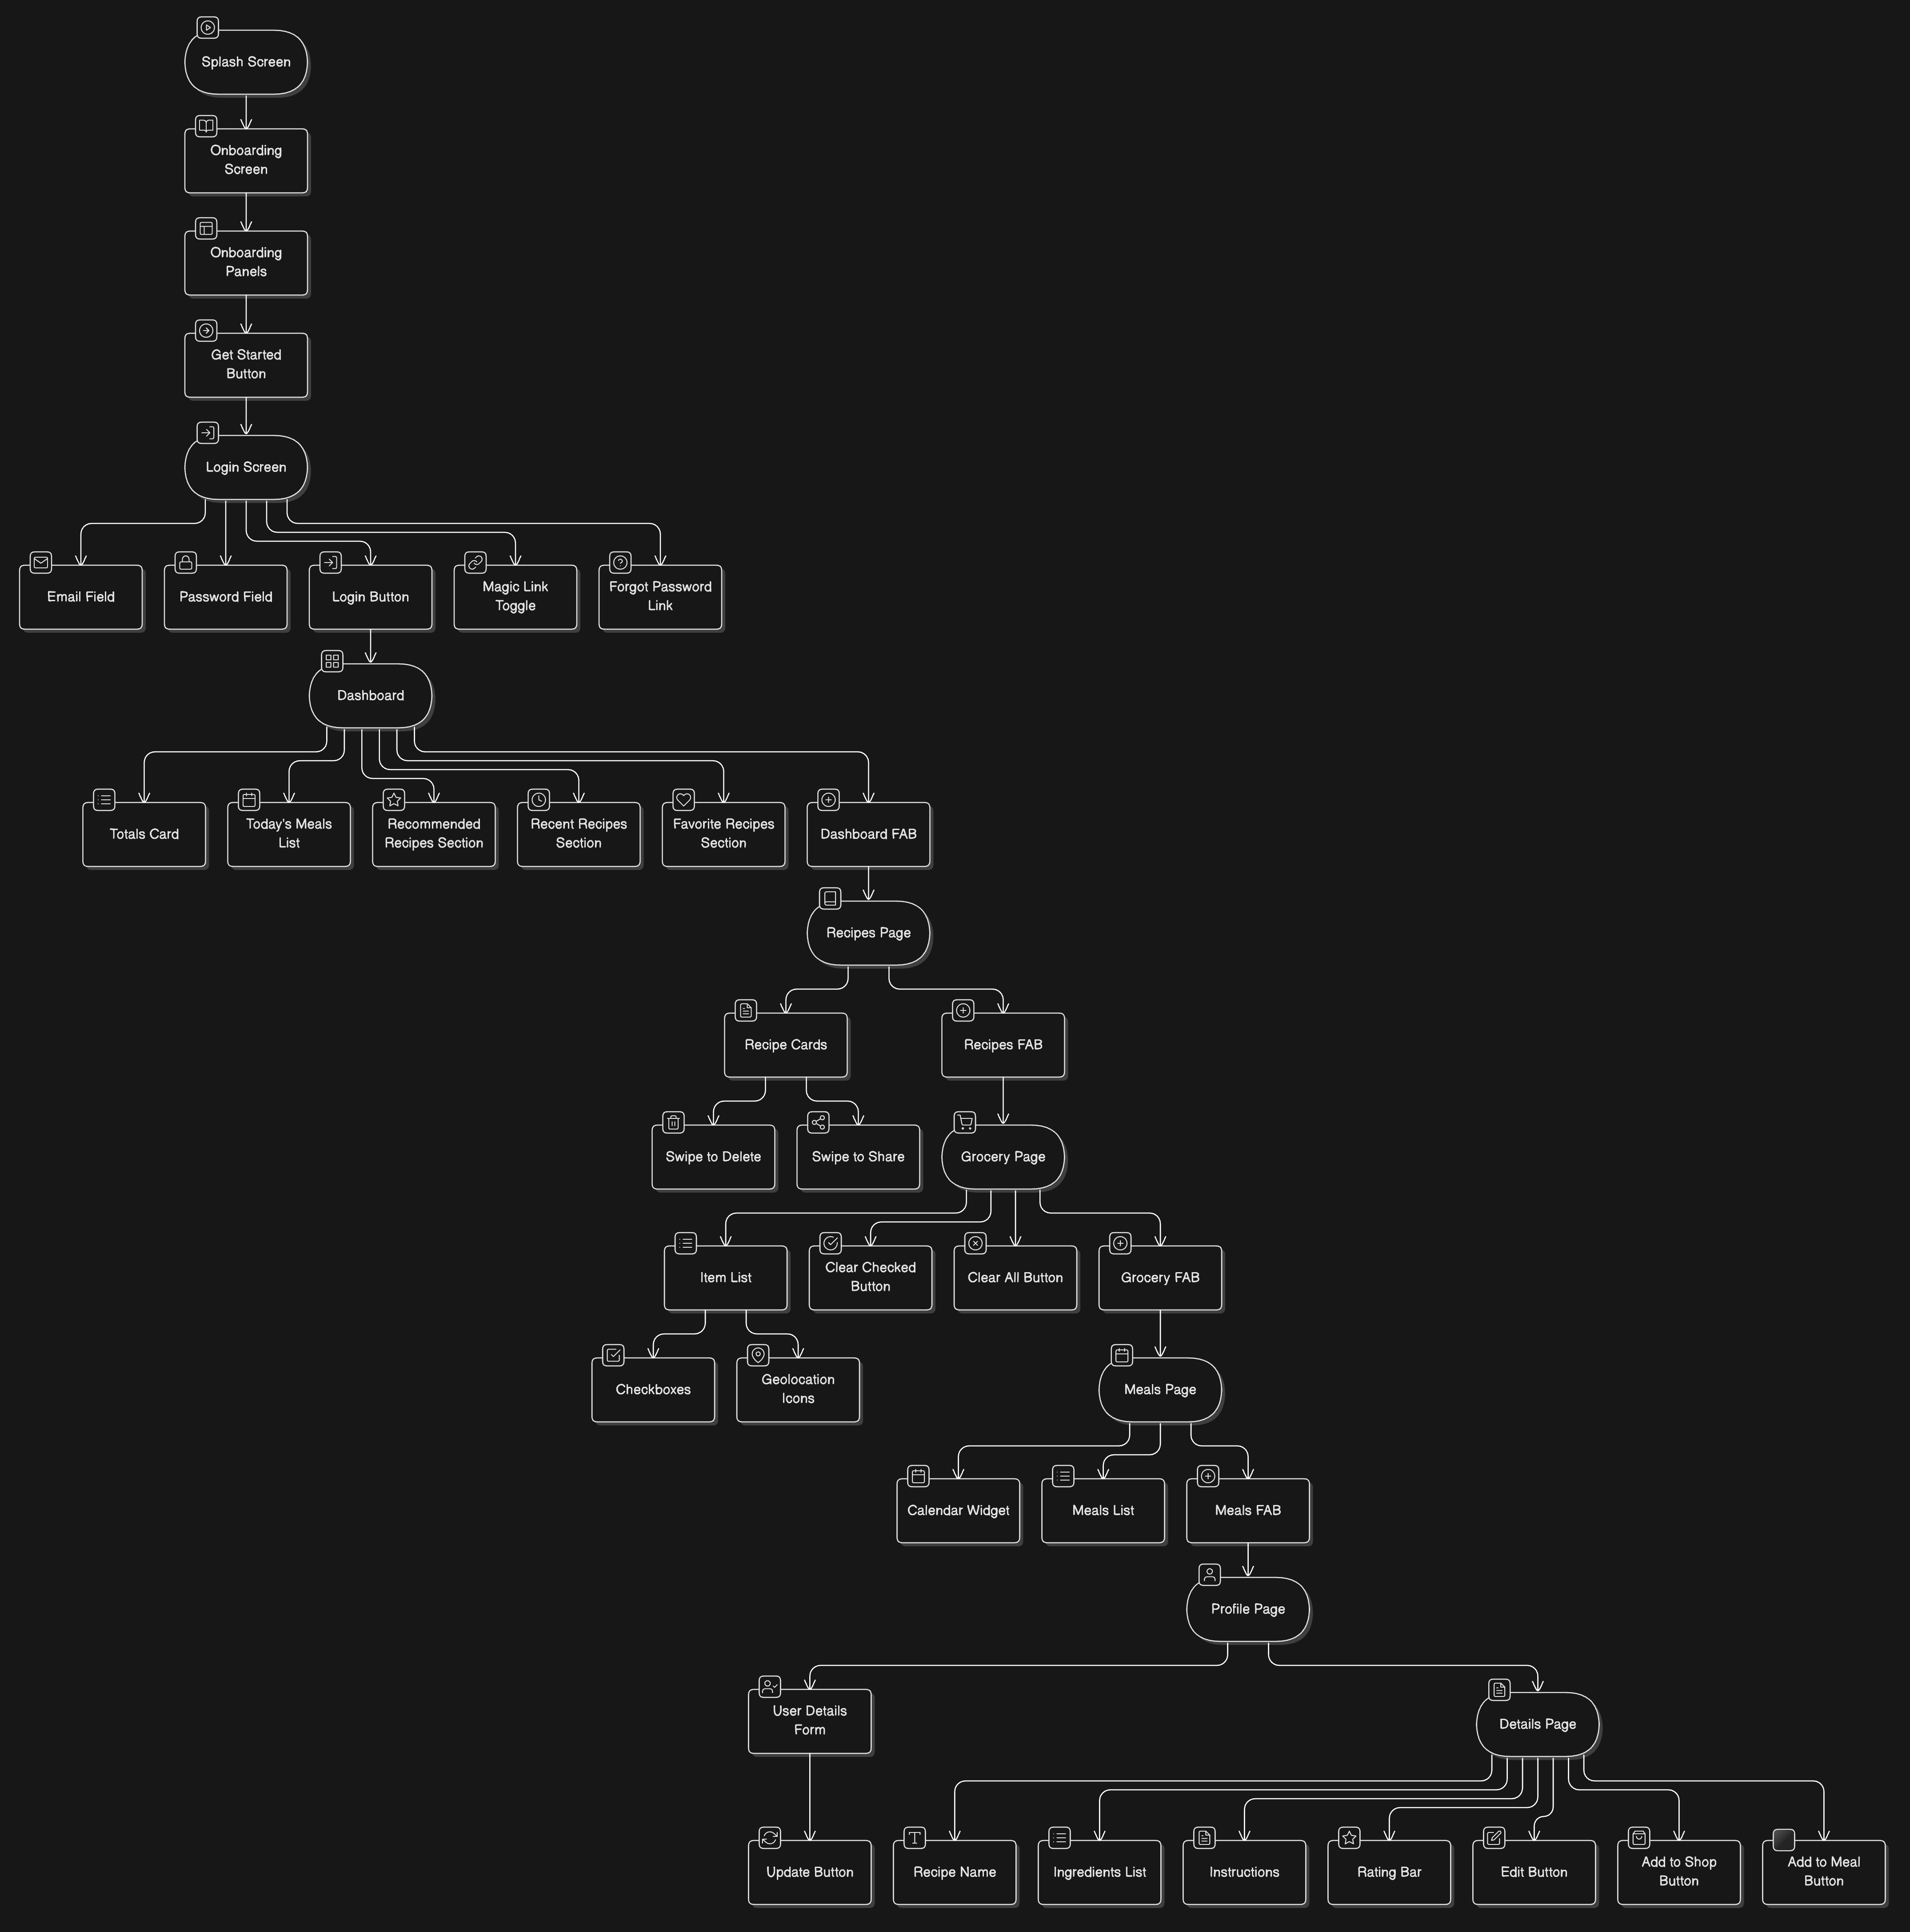 Splash Screen
Onboarding
Screen
Onboarding
Panels
Get Started
Button
Login Screen
Email Field
Password Field
Login Button
Magic Link
Toggle
Forgot Password
Link
Dashboard
Totals Card
Today's Meals
List
Recommended
Recipes Section
Recent Recipes
Section
Favorite Recipes
Section
Dashboard FAB
Recipes Page
Recipe Cards
Recipes FAB
Swipe to Delete
Swipe to Share
Grocery Page
Item List
Clear Checked
Button
Clear All Button
Grocery FAB
Checkboxes
Geolocation
Icons
Meals Page
Calendar Widget
Meals List
Meals FAB
Profile Page
User Details
Form
Details Page
Update Button
Recipe Name
Ingredients List
Instructions
Rating Bar
Edit Button
Add to Shop
Button
Add to Meal
Button